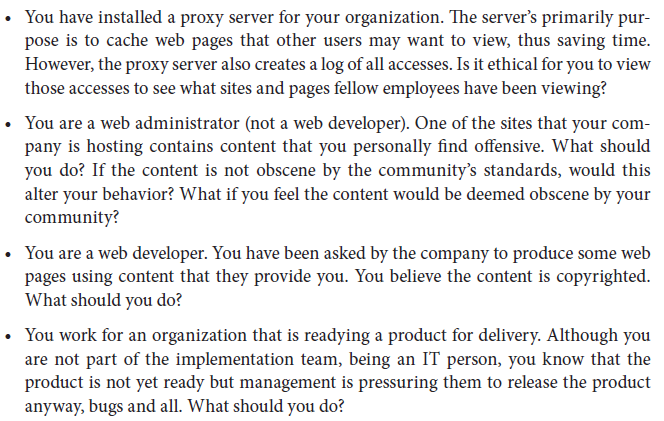 • You have installed a proxy server for your organization. The server's primarily pur-
pose is to cache web pages that other users may want to view, thus saving time.
However, the proxy server also creates a log of all accesses. Is it ethical for you to view
those accesses to see what sites and pages fellow employees have been viewing?
• You are a web administrator (not a web developer). One of the sites that your com-
pany is hosting contains content that you personally find offensive. What should
you do? If the content is not obscene by the community's standards, would this
alter your behavior? What if you feel the content would be deemed obscene by your
community?
• You are a web developer. You have been asked by the company to produce some web
pages using content that they provide you. You believe the content is copyrighted.
What should you do?
• You work for an organization that is readying a product for delivery. Although you
are not part of the implementation team, being an IT person, you know that the
product is not yet ready but management is pressuring them to release the product
anyway, bugs and all. What should you do?